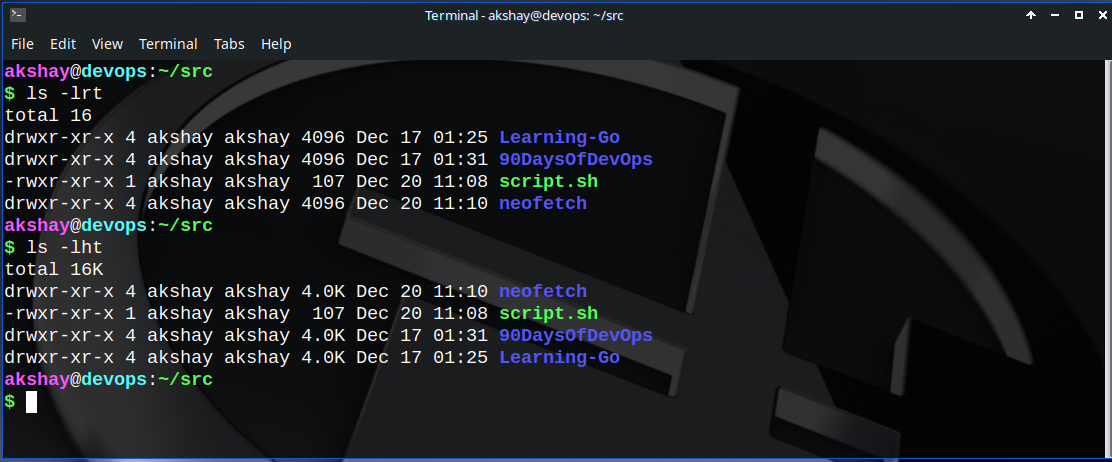 Terminal - akshay@devops: ~/src
File Edit View Terminal Tabs Help
akshay@devops:~/src
$ ls -lrt
total 16
drwxr-xr-x 4 akshay akshay 4096 Dec 17 01:25 Learning-Go
drwxr-xr-x 4 akshay akshay 4096 Dec 17 01:31 90DaysOfDevOps
-rwxr-xr-x 1 akshay akshay  107 Dec 20 11:08 script.sh
drwxr-xr-x 4 akshay akshay 4096 Dec 20 11:10 neofetch
akshay@devops:~/src
$ ls -lht
total 16K
drwxr-xr-x 4 akshay akshay 4.0K Dec 20 11:10 neofetch
-rwxr-xr-x 1 akshay akshay  107 Dec 20 11:08 script.sh
drwxr-xr-x 4 akshay akshay 4.0K Dec 17 01:31 90DaysOfDevOps
drwxr-xr-x 4 akshay akshay 4.0K Dec 17 01:25 Learning-Go
akshay@devops:~/src
$